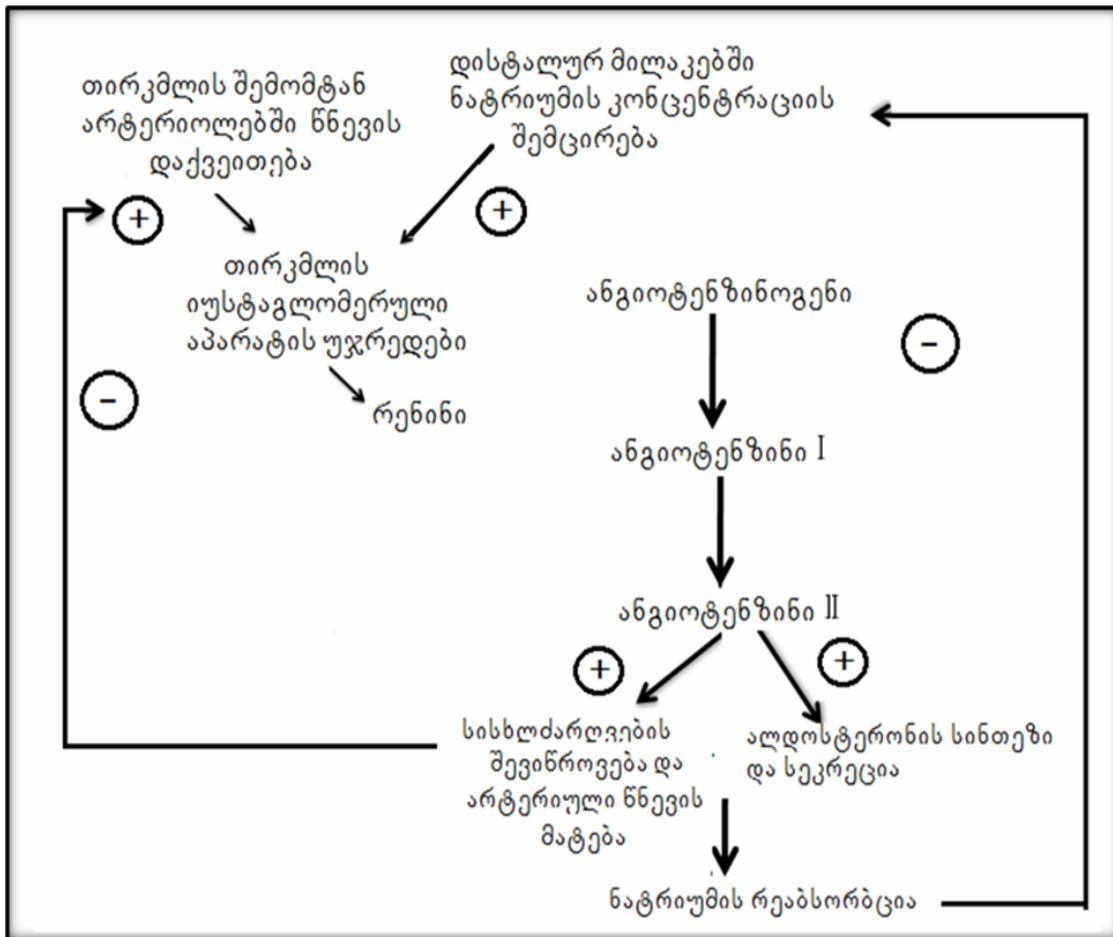 თირკმლის შემომტან
არტერიოლებში წნევის
დაქვეითება
დისტალურ მილაკებში
ნატრიუმის კონცენტრაციის
შემცირება
+
+
თირკმლის
იუსტაგლომერული
აპარატის უჯრედები
რენინი
-
ანგიოტენზინოგენი
-
ანგიოტენზინი I
ანგიოტენზინი II
+
+
სისხლძარღვების
შევიწროვება და
არტერიული წნევის
მატება
ალდოსტერონის სინთეზი
და სეკრეცია
ნატრიუმის რეაბსორბცია